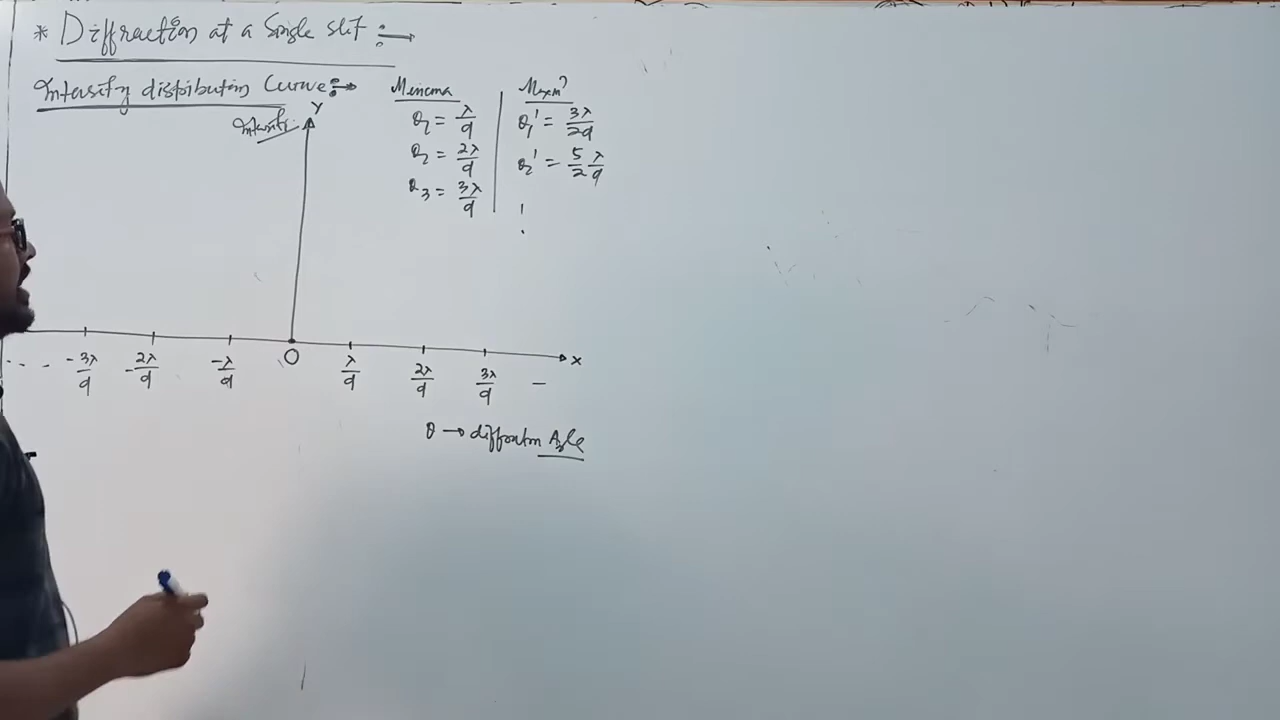 * Diffraction at a Single slit :→
Intensity distribution Curve :→
Minima
θ₁ = λ/a
θ₂ = 2λ/a
θ₃ = 3λ/a
Maxm
θ₁' = 3λ/2a
θ₂' = 5/2 λ/a
Intensity
Y
- - - -3λ/a -2λ/a -λ/a O λ/a 2λ/a 3λ/a — x
θ → diffraction Angle